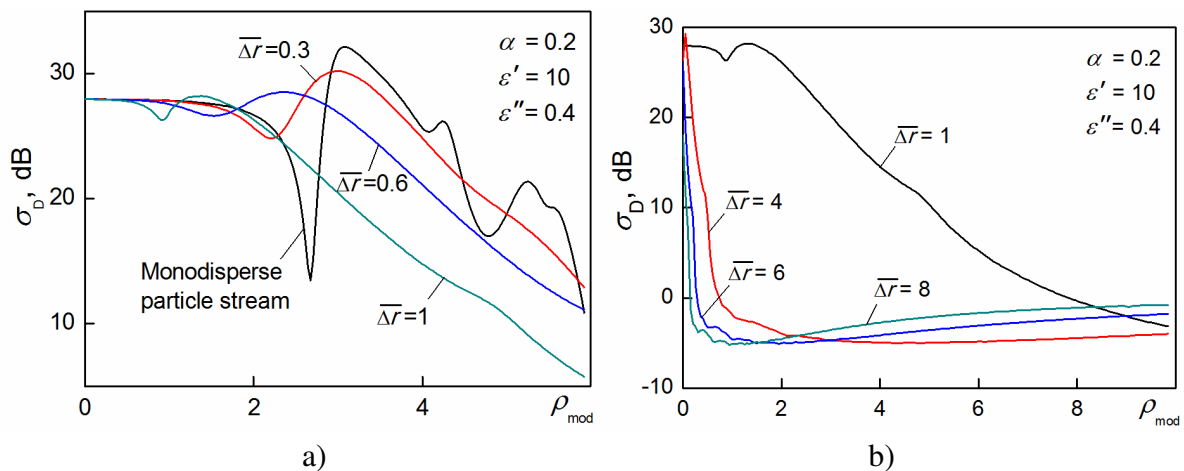 σD, dB
30
20
10
0
2
4
ρmod
Δr̅=0.3
α = 0.2
ε′ = 10
ε″= 0.4
Δr̅=0.6
Monodisperse
particle stream
Δr̅=1
a)
σD, dB
30
20
10
0
-10
0
2
4
6
8
ρmod
α = 0.2
ε′ = 10
ε″= 0.4
Δr̅= 1
Δr̅= 4
Δr̅= 6
Δr̅= 8
b)